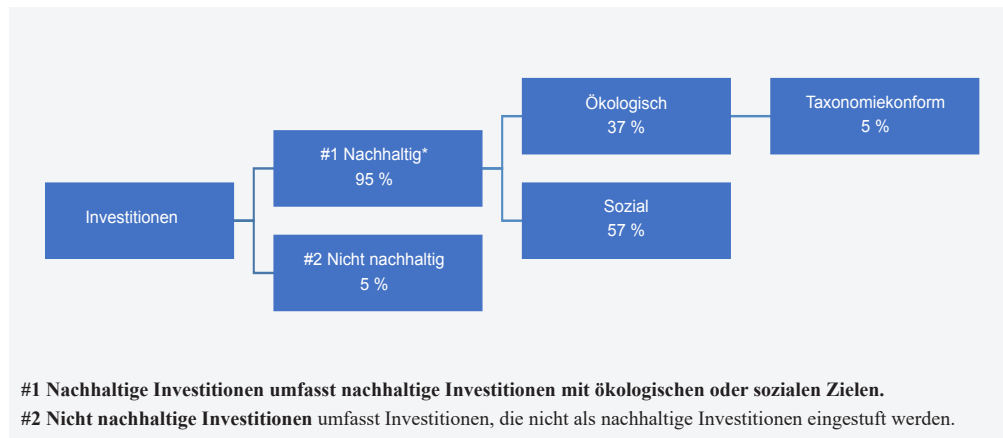 Ökologisch
37 %
Taxonomiekonform
5 %
#1 Nachhaltig*
95 %
Investitionen
Sozial
57 %
#2 Nicht nachhaltig
5 %
#1 Nachhaltige Investitionen umfasst nachhaltige Investitionen mit ökologischen oder sozialen Zielen.
#2 Nicht nachhaltige Investitionen umfasst Investitionen, die nicht als nachhaltige Investitionen eingestuft werden.